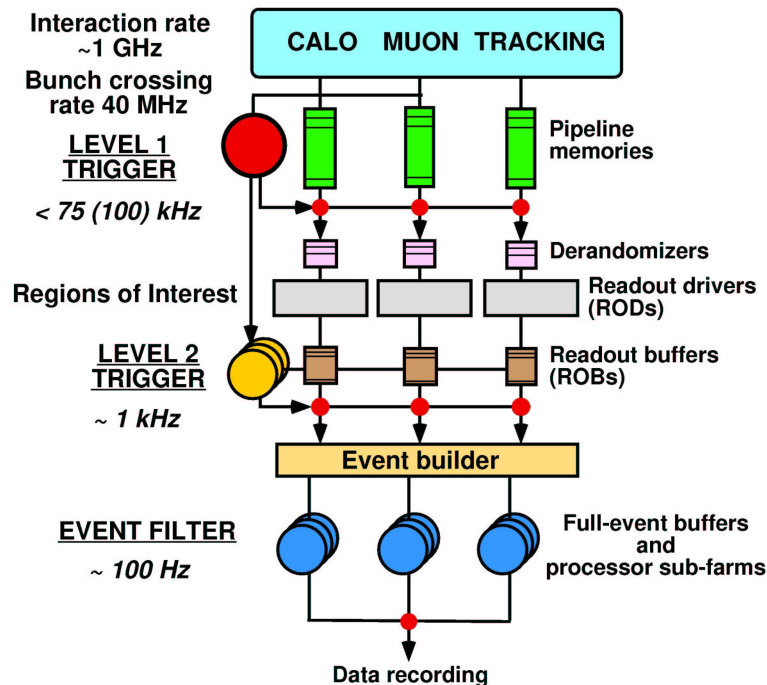 Interaction rate
~1 GHz
CALO MUON TRACKING
Bunch crossing
rate 40 MHz
LEVEL 1
TRIGGER
< 75 (100) kHz
Pipeline
memories
Derandomizers
Regions of Interest
Readout drivers
(RODs)
LEVEL 2
TRIGGER
~ 1 kHz
Readout buffers
(ROBs)
Event builder
EVENT FILTER
~ 100 Hz
Full-event buffers
and
processor sub-farms
Data recording